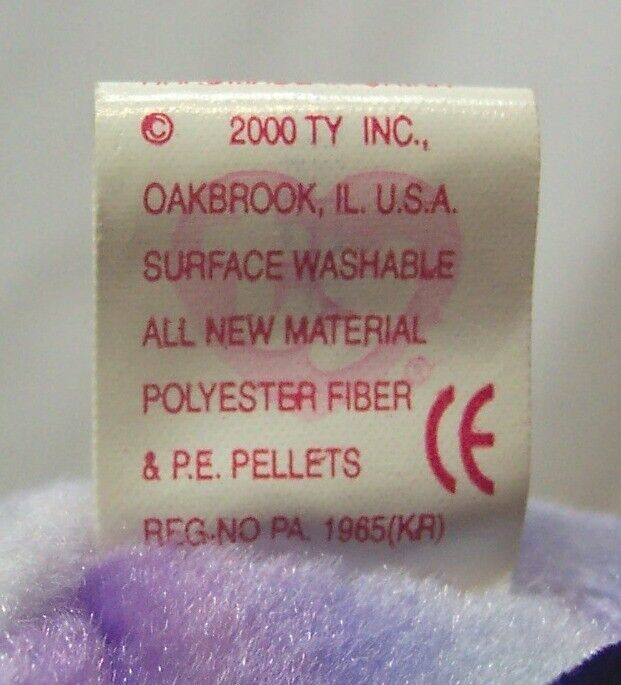 © 2000 TY INC.,
OAKBROOK, IL. U.S.A.
SURFACE WASHABLE
ALL NEW MATERIAL
POLYESTER FIBER
& P.E. PELLETS
CE
REG.NO PA. 1965(KR)